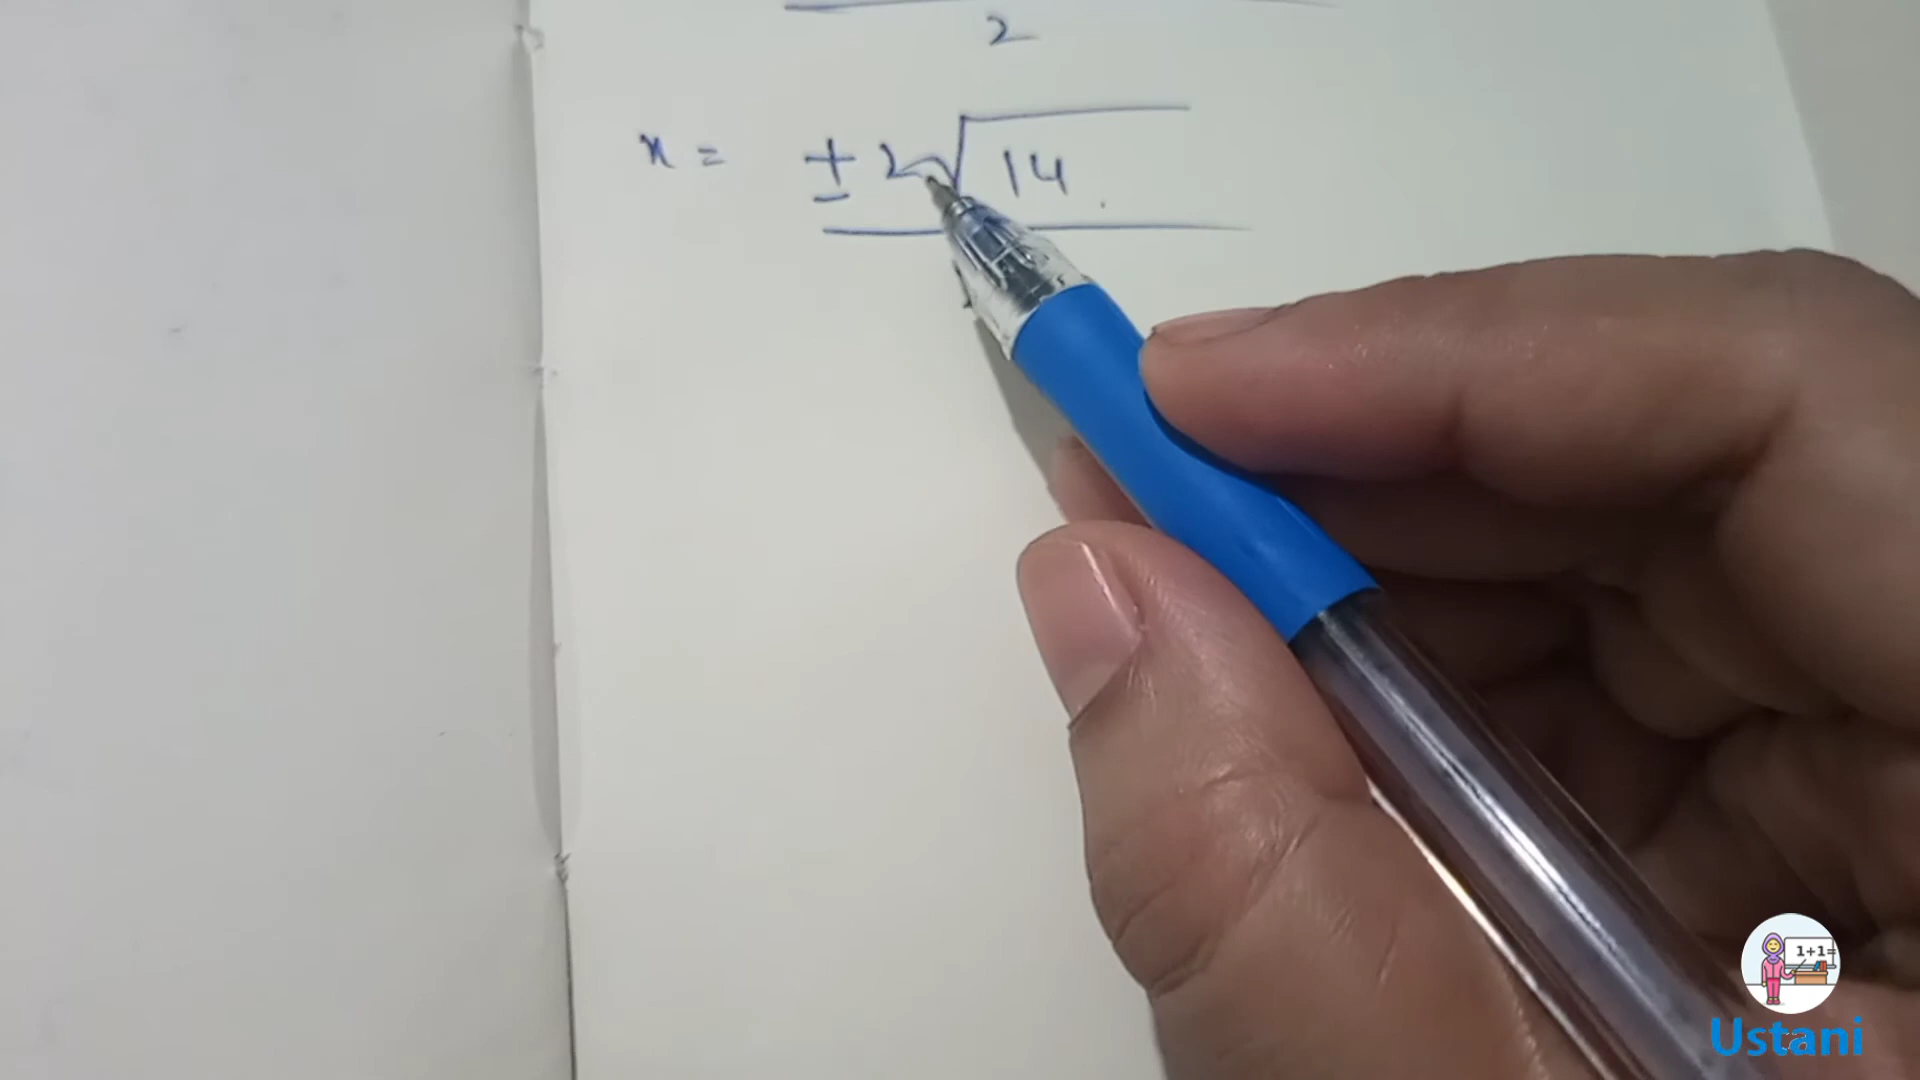 2
x = ± 2√14
1+1=
Ustani